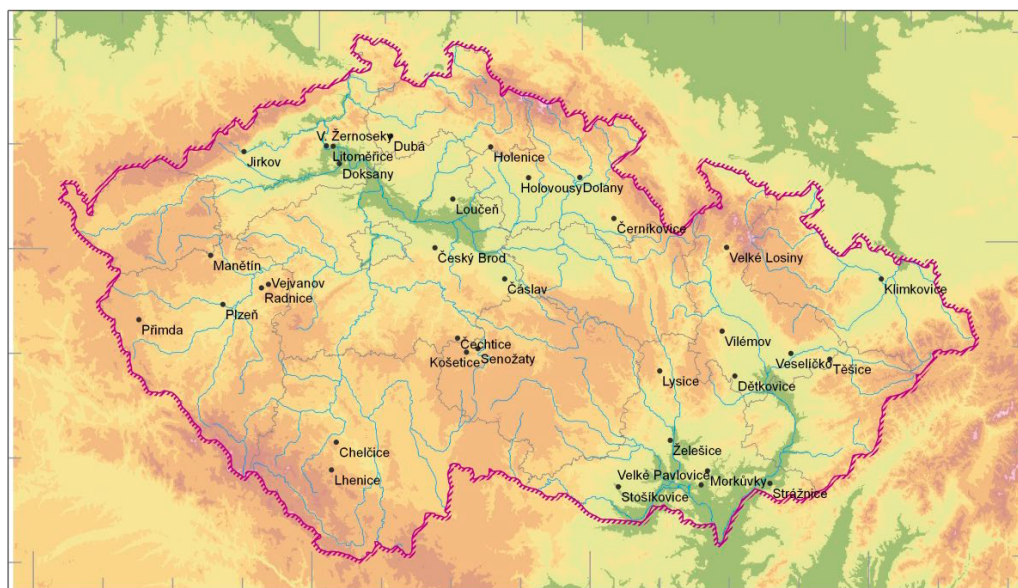 V. Žernoseky
Dubá
Jirkov
Litoměřice
Holenice
Doksany
Holovousy
Dolany
Loučeň
Černíkovice
Český Brod
Velké Losiny
Manětín
Vejvanov
Čáslav
Klimkovice
Radnice
Plzeň
Přimda
Čechtice
Vilémov
Košetice
Senožaty
Veselíčko
Těšice
Lysice
Dětkovice
Chelčice
Želešice
Lhenice
Velké Pavlovice
Morkůvky
Stošíkovice
Strážnice